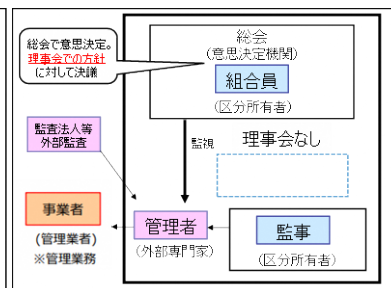 総会で意思決定。
理事会での方針
に対して決議
総会
(意思決定機関)
組合員
(区分所有者)
監査法人等
外部監査
監視
理事会なし
事業者
(管理業者)
※管理業務
管理者
(外部専門家)
監事
(区分所有者)